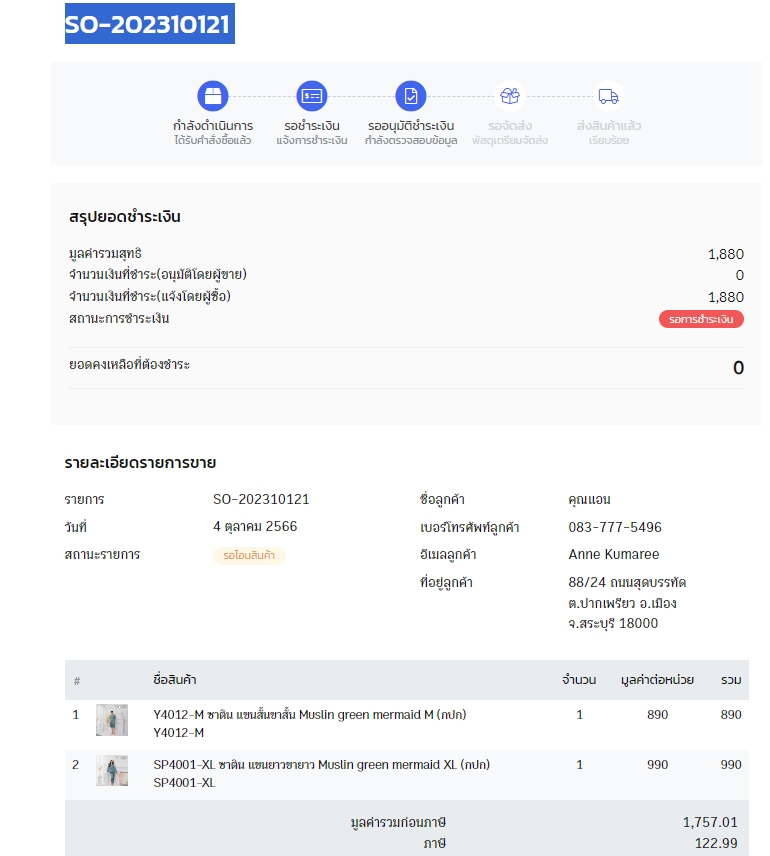 SO-202310121
กำลังดำเนินการ รอชำระเงิน รออนุมัติชำระเงิน รอจัดส่ง ส่งสินค้าแล้ว
ได้รับคำสั่งซื้อแล้ว แจ้งการชำระเงิน กำลังตรวจสอบข้อมูล พัสดุเตรียมจัดส่ง เรียบร้อย
สรุปยอดชำระเงิน
มูลค่ารวมสุทธิ 1,880
จำนวนเงินที่ชำระ(อนุมัติโดยผู้ขาย) 0
จำนวนเงินที่ชำระ(แจ้งโดยผู้ซื้อ) 1,880
สถานะการชำระเงิน รอการชำระเงิน
ยอดคงเหลือที่ต้องชำระ 0
รายละเอียดรายการขาย
รายการ SO-202310121 ชื่อลูกค้า คุณแอน
วันที่ 4 ตุลาคม 2566 เบอร์โทรศัพท์ลูกค้า 083-777-5496
สถานะรายการ รอโอนสินค้า อีเมลลูกค้า Anne Kumaree
ที่อยู่ลูกค้า 88/24 ถนนสุดบรรทัด
ต.ปากเพรียว อ.เมือง
จ.สระบุรี 18000
# ชื่อสินค้า จำนวน มูลค่าต่อหน่วย รวม
1 Y4012-M ซาติน แขนสั้นขาสั้น Muslin green mermaid M (กปก) 1 890 890
Y4012-M
2 SP4001-XL ซาติน แขนยาวขายาว Muslin green mermaid XL (กปก) 1 990 990
SP4001-XL
มูลค่ารวมก่อนภาษี 1,757.01
ภาษี 122.99